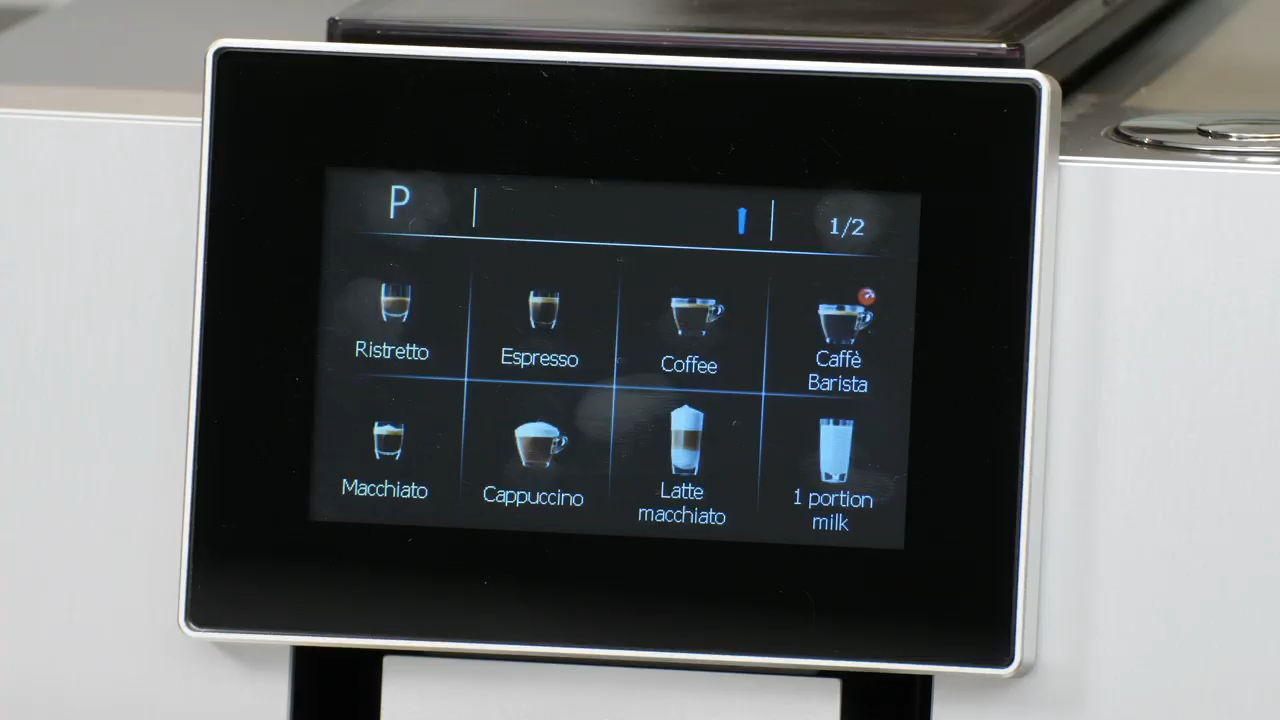 P
1/2
Ristretto
Espresso
Coffee
Caffè
Barista
Macchiato
Cappuccino
Latte
macchiato
1 portion
milk